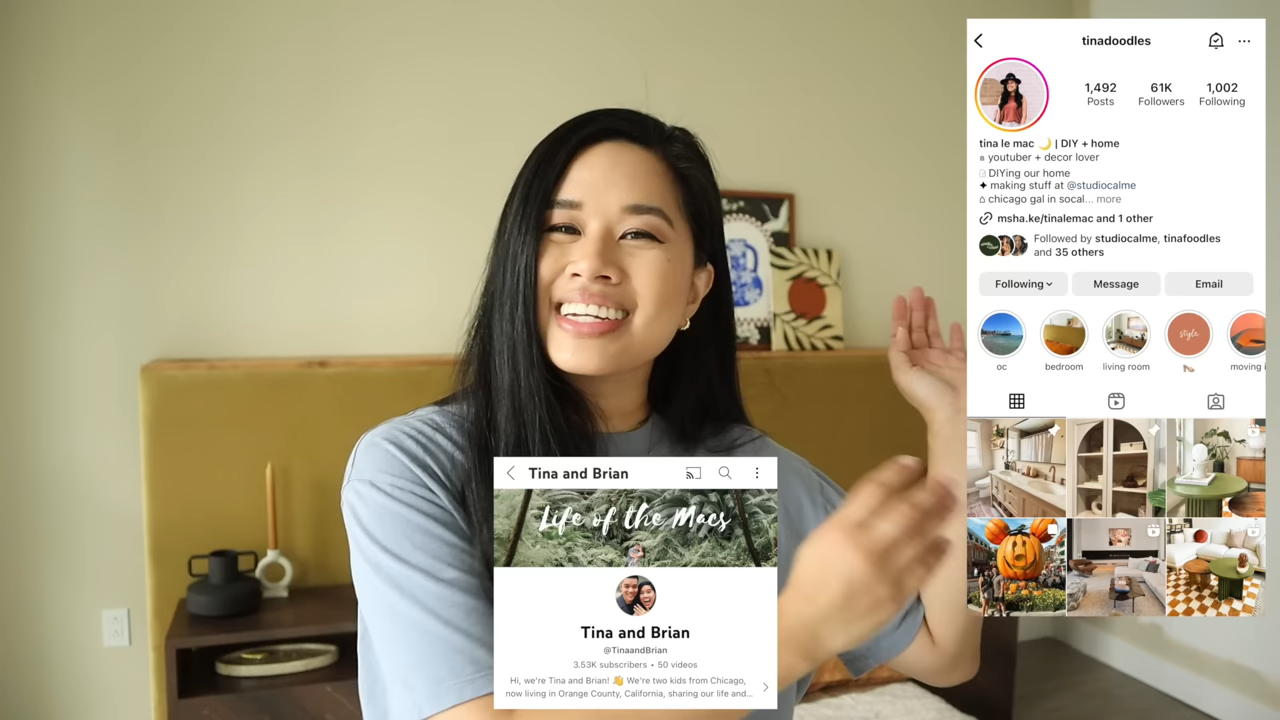 tinadoodles
1,492
61K
1,002
Posts
Followers
Following
tina le mac 🌙 | DIY + home
youtuber + decor lover
DIYing our home
✦ making stuff at @studiocalme
⌂ chicago gal in socal... more
msha.ke/tinalemac and 1 other
Followed by studiocalme, tinafoodles
and 35 others
Following
Message
Email
style
oc
bedroom
living room
moving i
Tina and Brian
Life of the Macs
Tina and Brian
@TinaandBrian
3.53K subscribers • 50 videos
Hi, we're Tina and Brian! 👋 We're two kids from Chicago,
now living in Orange County, California, sharing our life and...